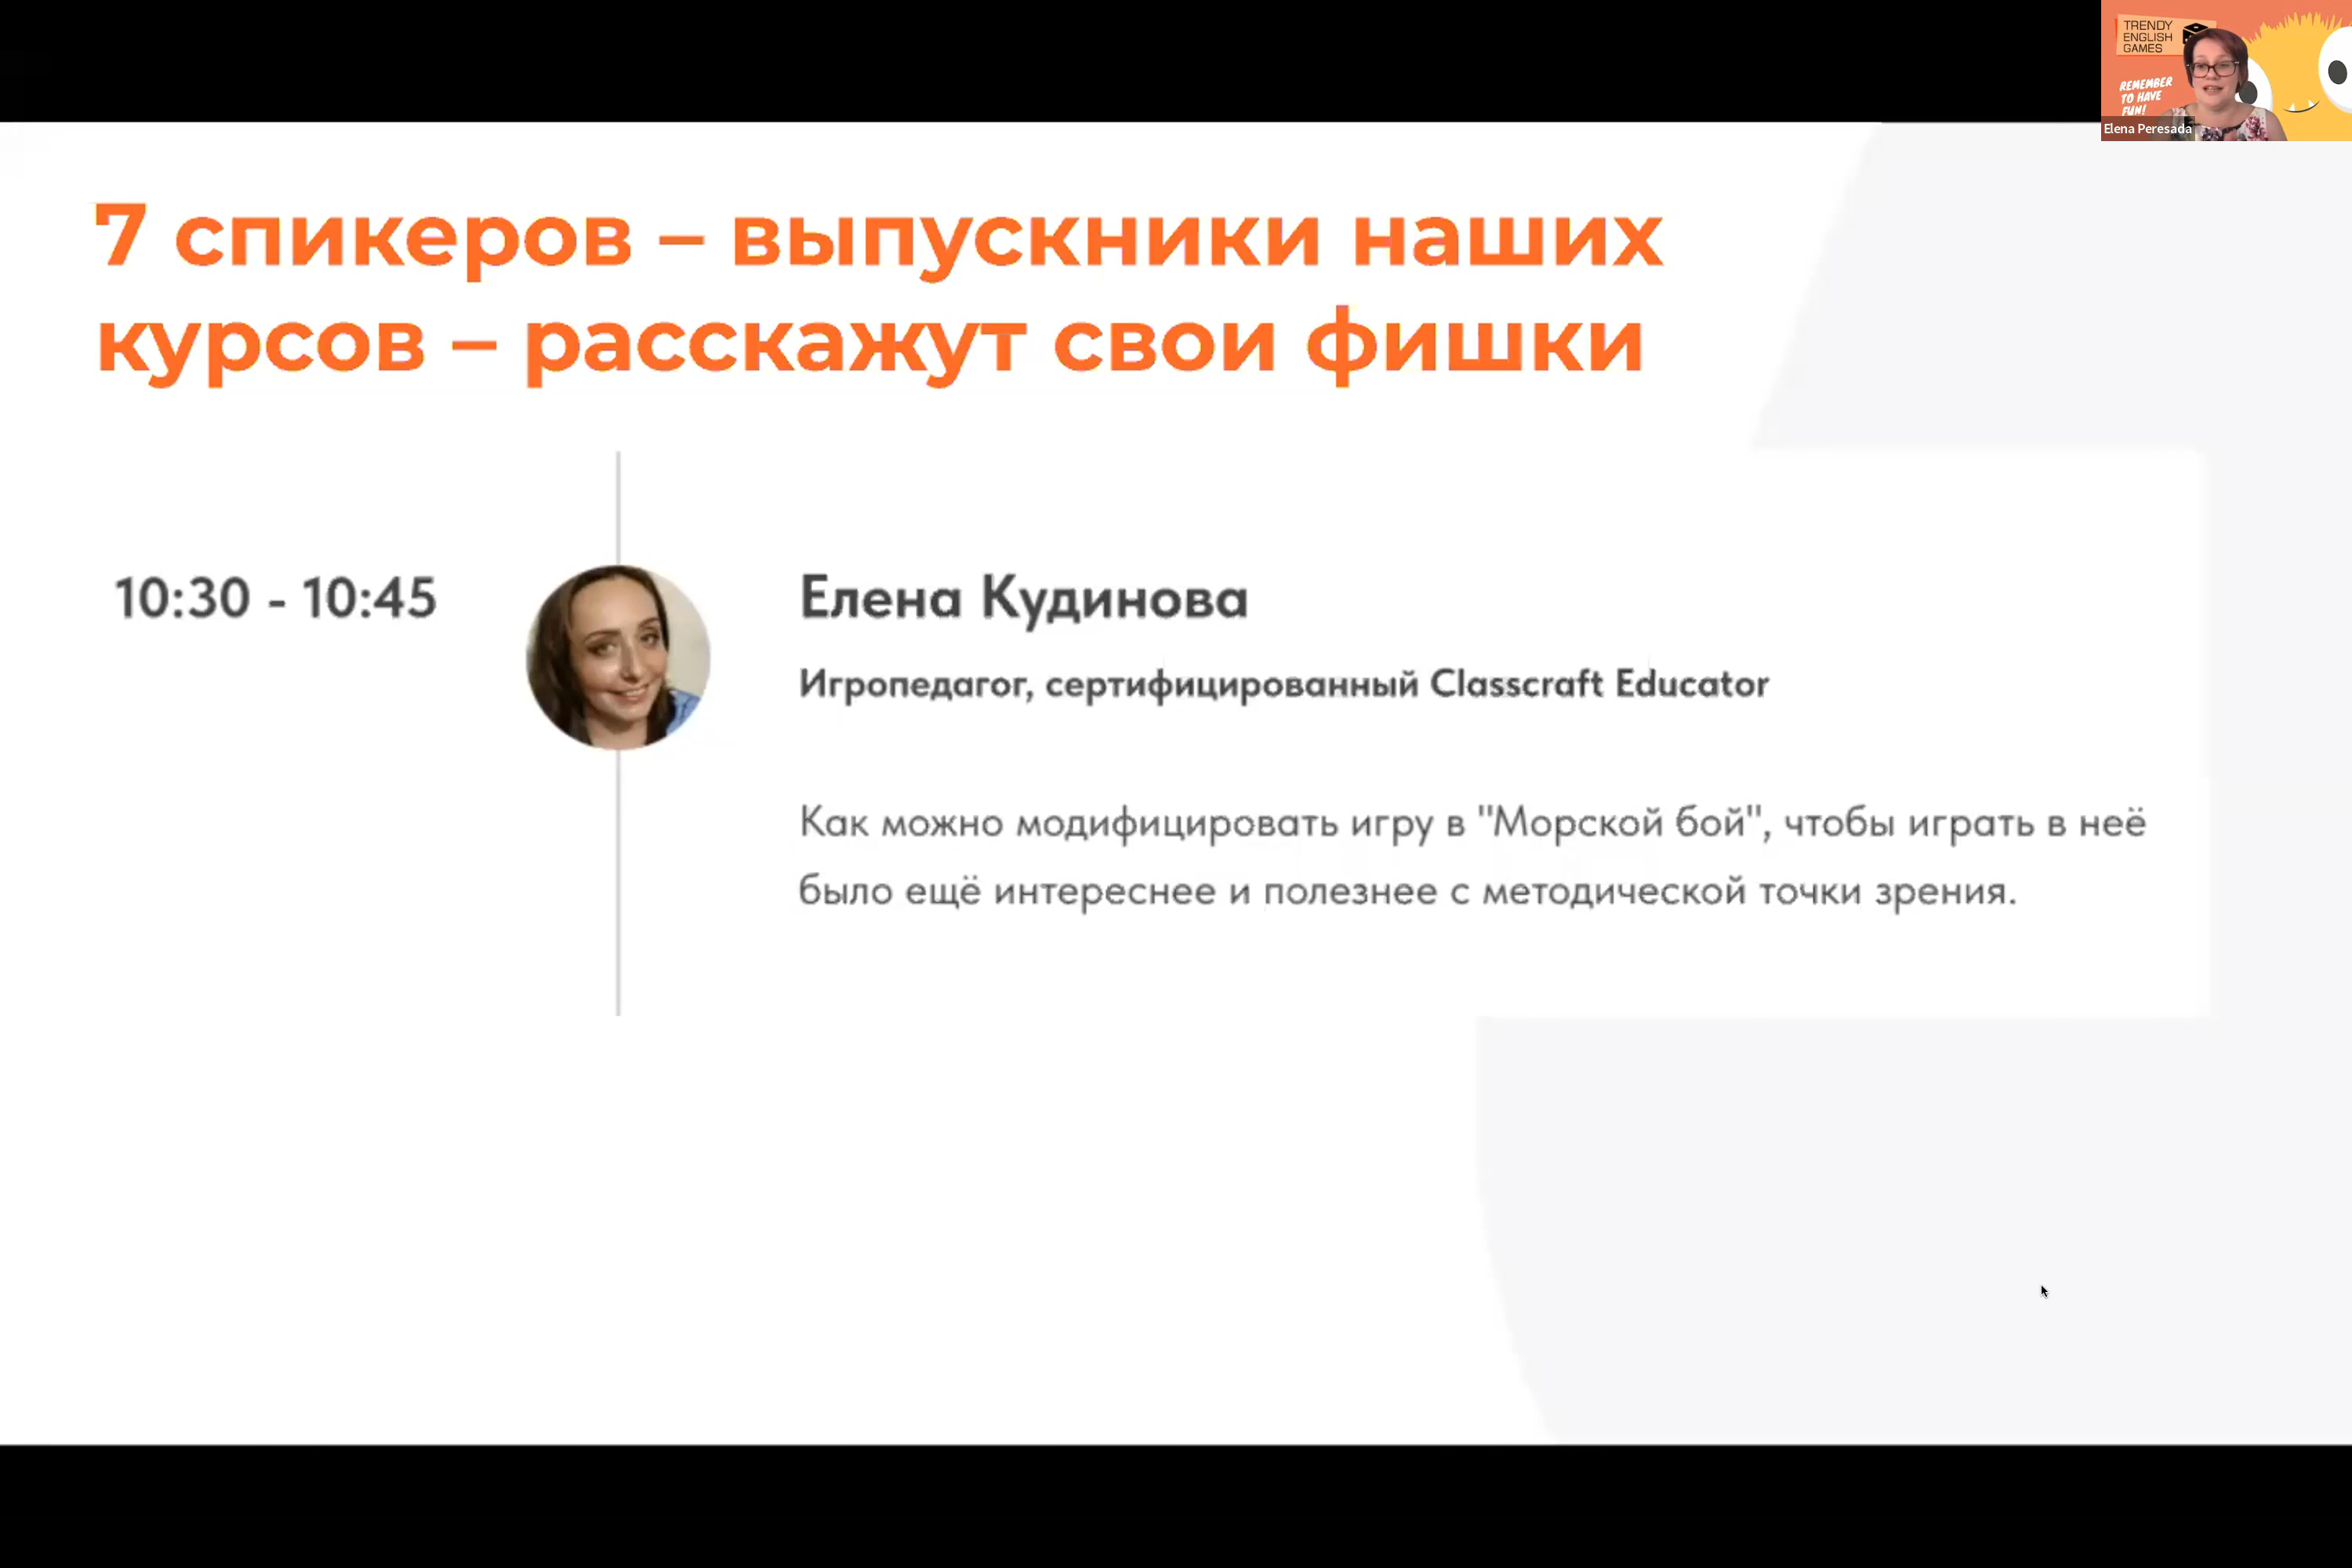 TRENDY
ENGLISH
GAMES
REMEMBER
TO HAVE
FUN!
Elena Peresada
7 спикеров – выпускники наших
курсов – расскажут свои фишки
10:30 - 10:45
Елена Кудинова
Игропедагог, сертифицированный Classcraft Educator
Как можно модифицировать игру в "Морской бой", чтобы играть в неё
было ещё интереснее и полезнее с методической точки зрения.